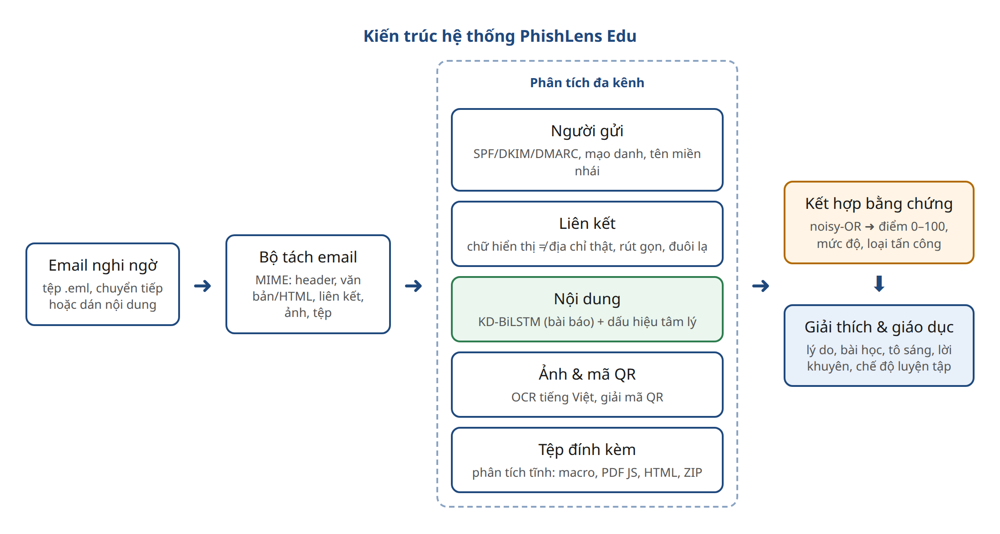 Kiến trúc hệ thống PhishLens Edu
Email nghi ngờ
tệp .eml, chuyển tiếp
hoặc dán nội dung
➜
Bộ tách email
MIME: header, văn
bản/HTML, liên kết,
ảnh, tệp
➜
Phân tích đa kênh
Người gửi
SPF/DKIM/DMARC, mạo danh, tên miền
nhái
Liên kết
chữ hiển thị ≠ địa chỉ thật, rút gọn, đuôi lạ
Nội dung
KD-BiLSTM (bài báo) + dấu hiệu tâm lý
Ảnh & mã QR
OCR tiếng Việt, giải mã QR
Tệp đính kèm
phân tích tĩnh: macro, PDF JS, HTML, ZIP
➜
Kết hợp bằng chứng
noisy-OR ➜ điểm 0–100,
mức độ, loại tấn công
⬇
Giải thích & giáo dục
lý do, bài học, tô sáng, lời
khuyên, chế độ luyện tập